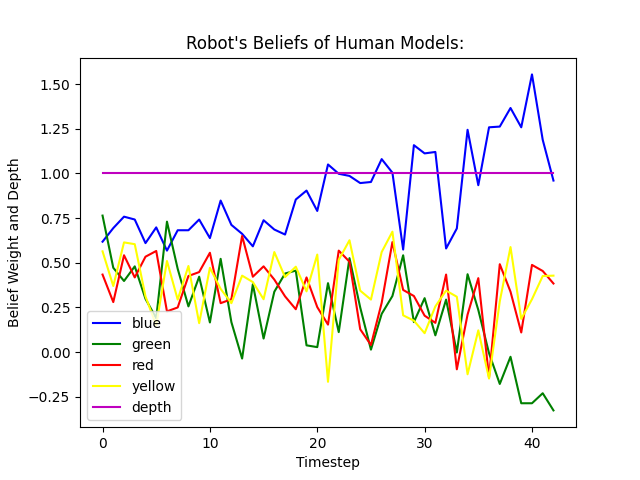 Robot's Beliefs of Human Models:
Belief Weight and Depth
1.50
1.25
1.00
0.75
0.50
0.25
0.00
−0.25
blue
green
red
yellow
depth
0 10 20 30 40
Timestep